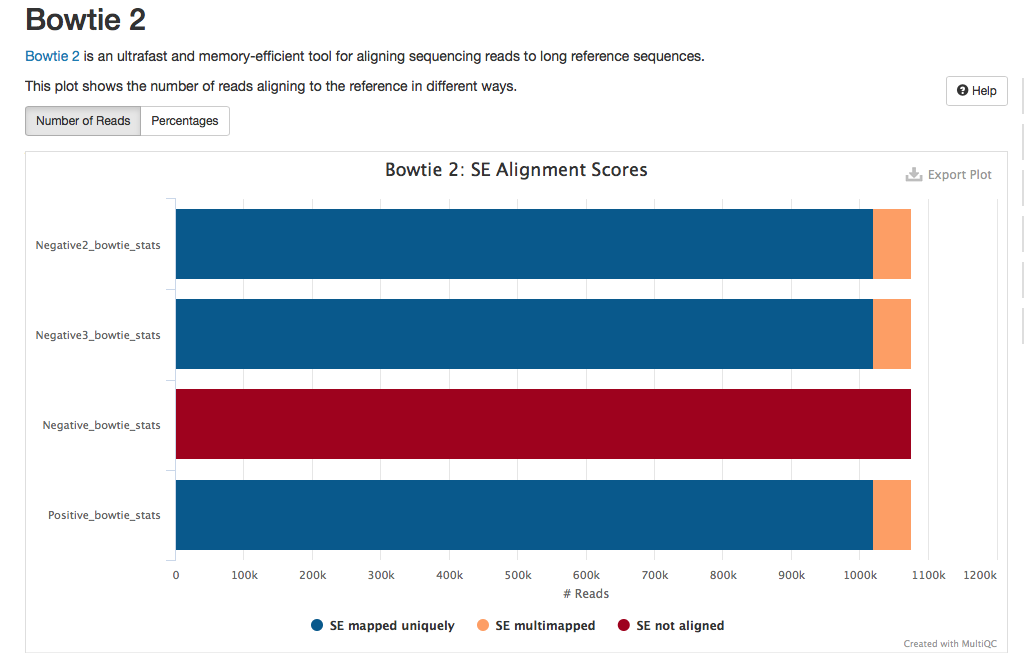 Bowtie 2
Bowtie 2 is an ultrafast and memory-efficient tool for aligning sequencing reads to long reference sequences.
This plot shows the number of reads aligning to the reference in different ways.
Help
Number of Reads Percentages
Bowtie 2: SE Alignment Scores
Export Plot
Negative2_bowtie_stats
Negative3_bowtie_stats
Negative_bowtie_stats
Positive_bowtie_stats
0 100k 200k 300k 400k 500k 600k 700k 800k 900k 1000k 1100k 1200k
# Reads
SE mapped uniquely SE multimapped SE not aligned
Created with MultiQC